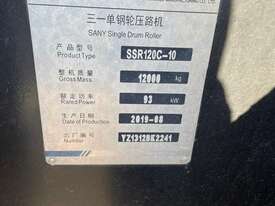 三一单钢轮压路机
SANY Single Drum Roller
产品型号
Product Type
SSR120C-10
整机质量
Mass
12000
kg
额定功率
Rated Power
93
kW
生产日期
Date of Production
2019-08
出厂编号
Number